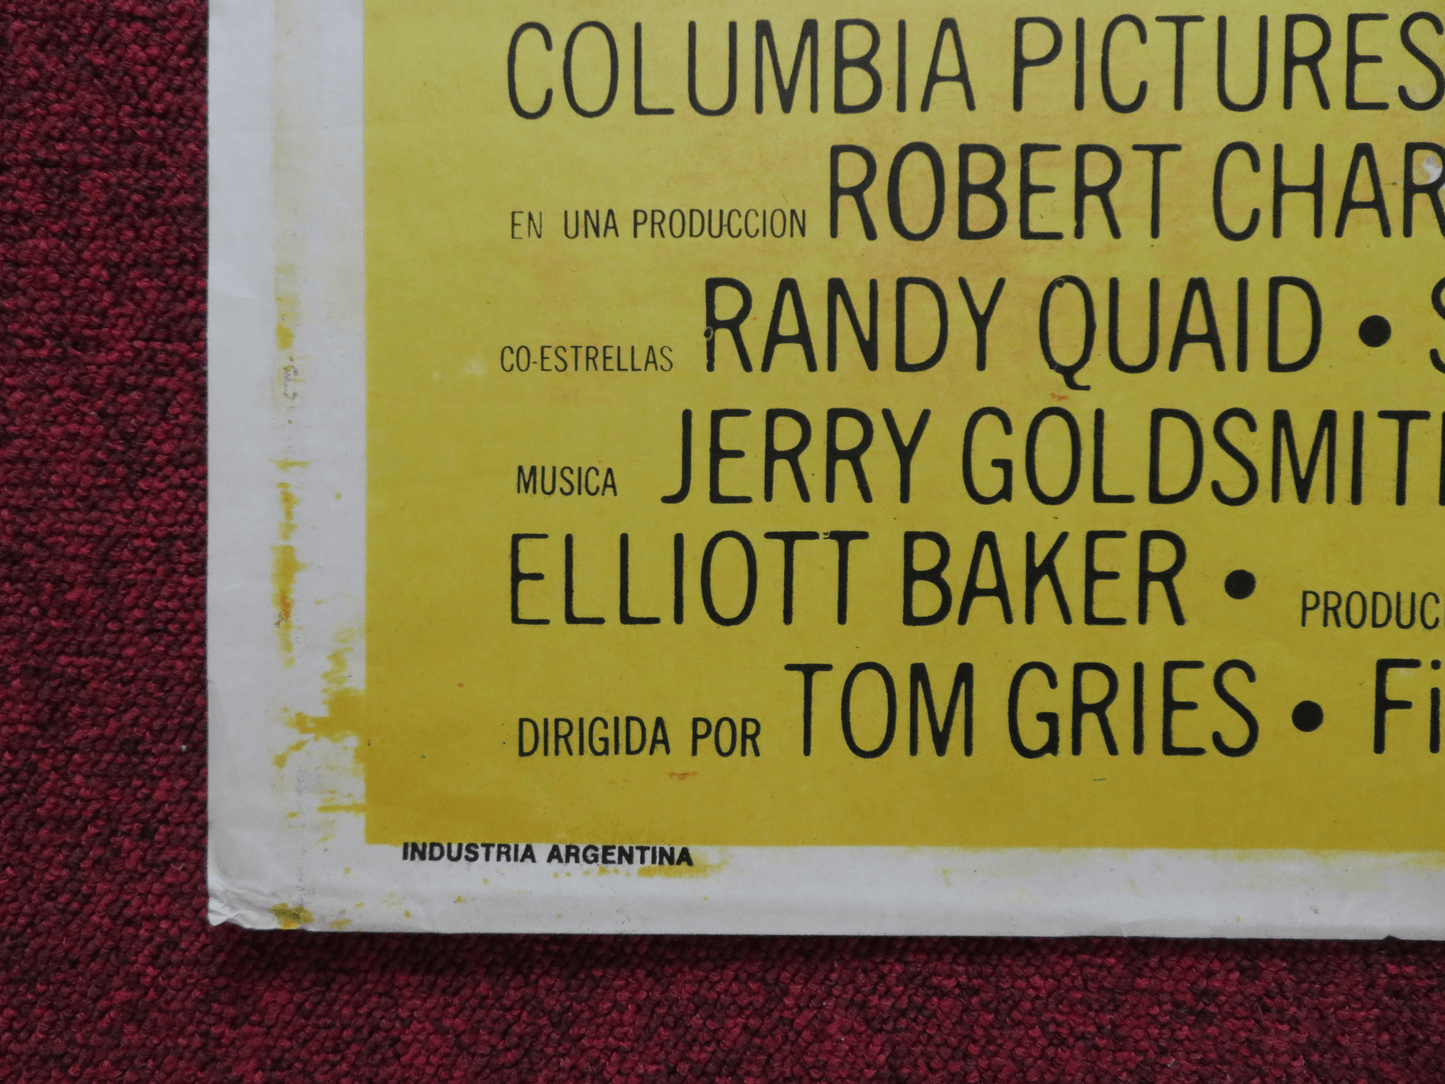 COLUMBIA PICTURES
EN UNA PRODUCCION ROBERT CHAR
CO-ESTRELLAS RANDY QUAID • S
MUSICA JERRY GOLDSMIT
ELLIOTT BAKER • PRODUC
DIRIGIDA POR TOM GRIES • Fi
INDUSTRIA ARGENTINA